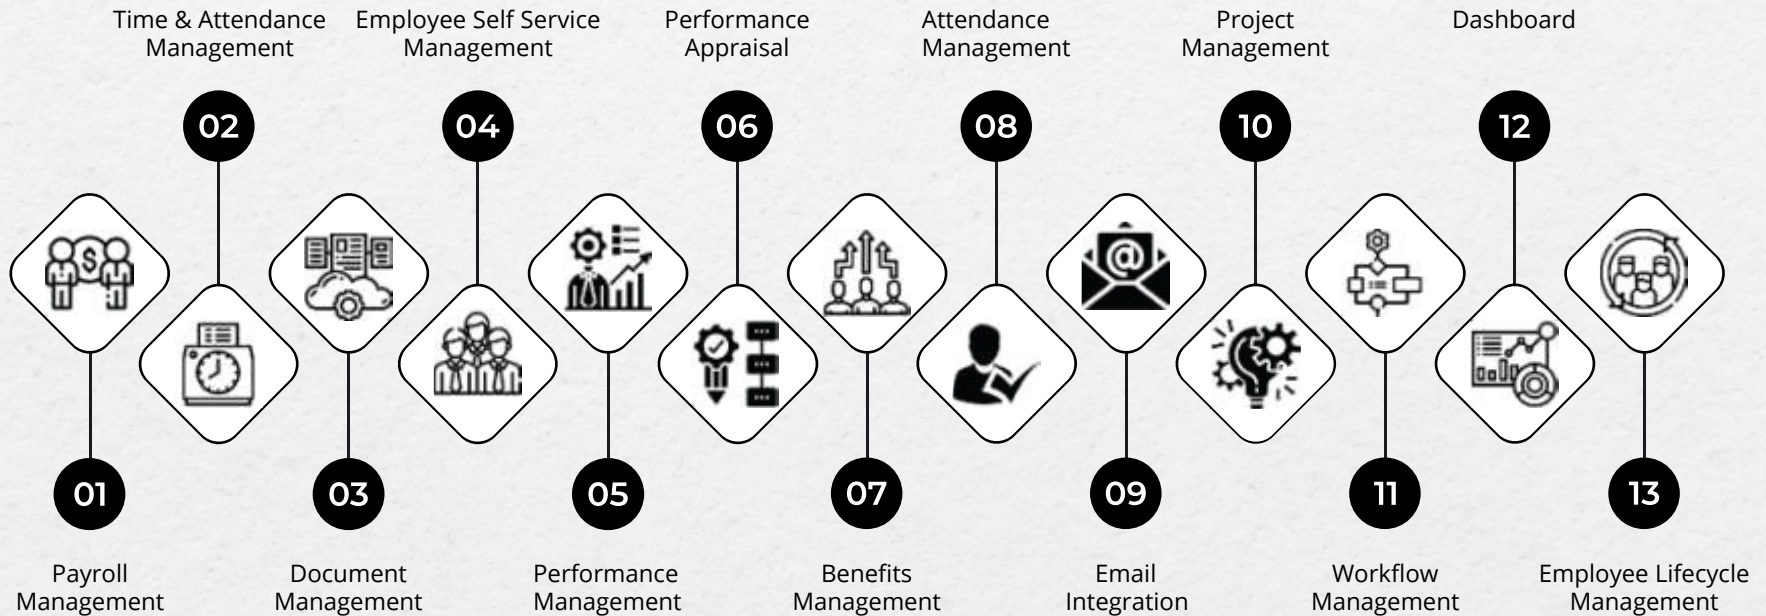 Time & Attendance
Management
Employee Self Service
Management
Performance
Appraisal
Attendance
Management
Project
Management
Dashboard
02
04
06
08
10
12
$
@
01
03
05
07
09
11
13
Payroll
Management
Document
Management
Performance
Management
Benefits
Management
Email
Integration
Workflow
Management
Employee Lifecycle
Management